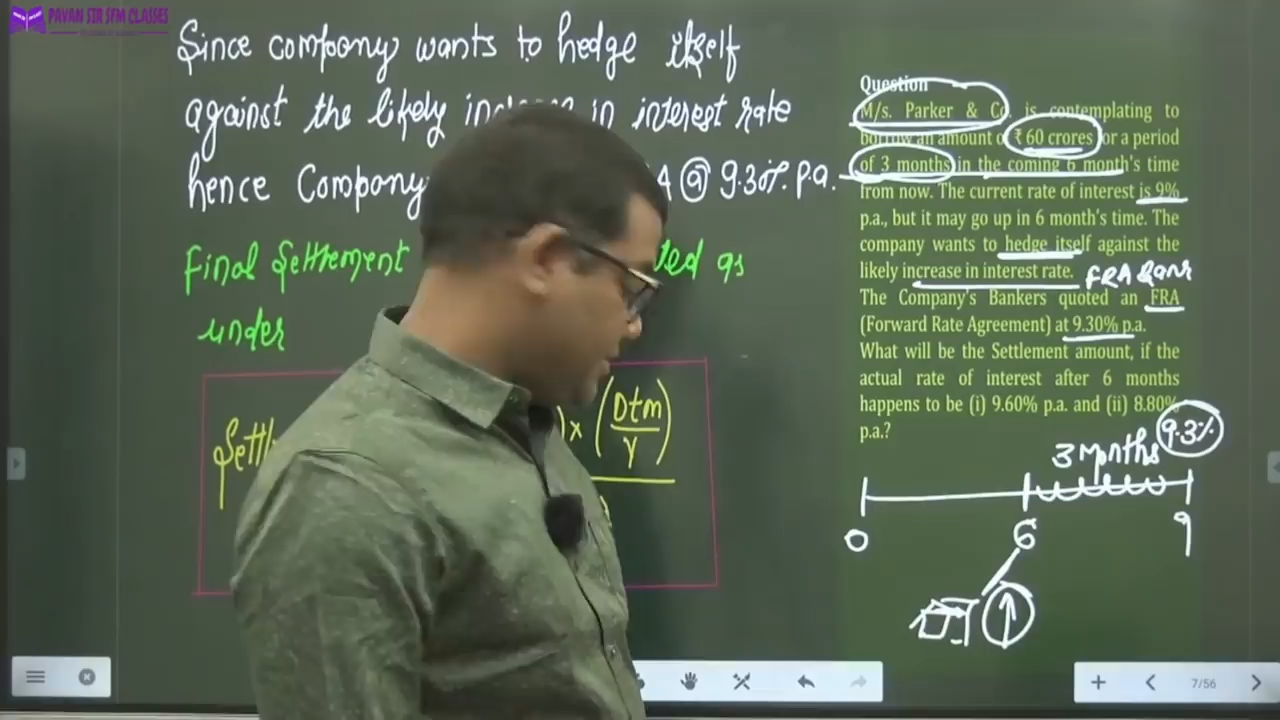 PAVAN SIR SFM CLASSES
Since company wants to hedge itself
against the likely in in interest rate
hence Company A @ 9.30% p.a.
Final Settlement ted as
under
Settl
) × (Dtm/Y)
Question
M/s. Parker & Co. is contemplating to
borrow an amount of ₹ 60 crores for a period
of 3 months in the coming 6 month's time
from now. The current rate of interest is 9%
p.a., but it may go up in 6 month's time. The
company wants to hedge itself against the
likely increase in interest rate. FRA
The Company's Bankers quoted an FRA
(Forward Rate Agreement) at 9.30% p.a.
What will be the Settlement amount, if the
actual rate of interest after 6 months
happens to be (i) 9.60% p.a. and (ii) 8.80%
p.a.?
3 Months 9.3%
0 6 9
7/56